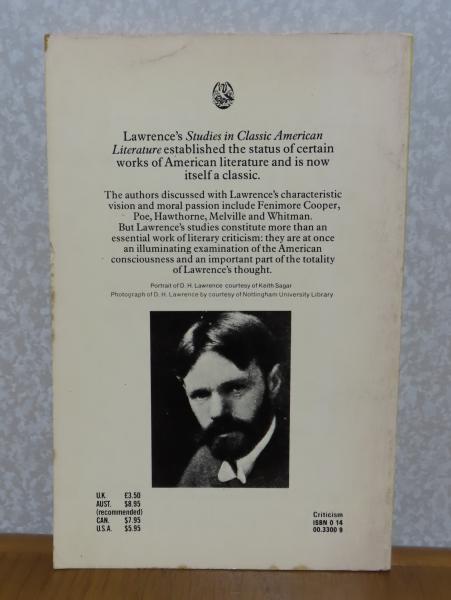 Lawrence's Studies in Classic American
Literature established the status of certain
works of American literature and is now
itself a classic.
The authors discussed with Lawrence's characteristic
vision and moral passion include Fenimore Cooper,
Poe, Hawthorne, Melville and Whitman.
But Lawrence's studies constitute more than an
essential work of literary criticism: they are at once
an illuminating examination of the American
consciousness and an important part of the totality
of Lawrence's thought.
Portrait of D. H. Lawrence courtesy of Keith Sagar
Photograph of D. H. Lawrence by courtesy of Nottingham University Library
U.K. £3.50
AUST. $8.95
(recommended)
CAN. $7.95
U.S.A. $5.95
Criticism
ISBN 0 14
00.3300 9